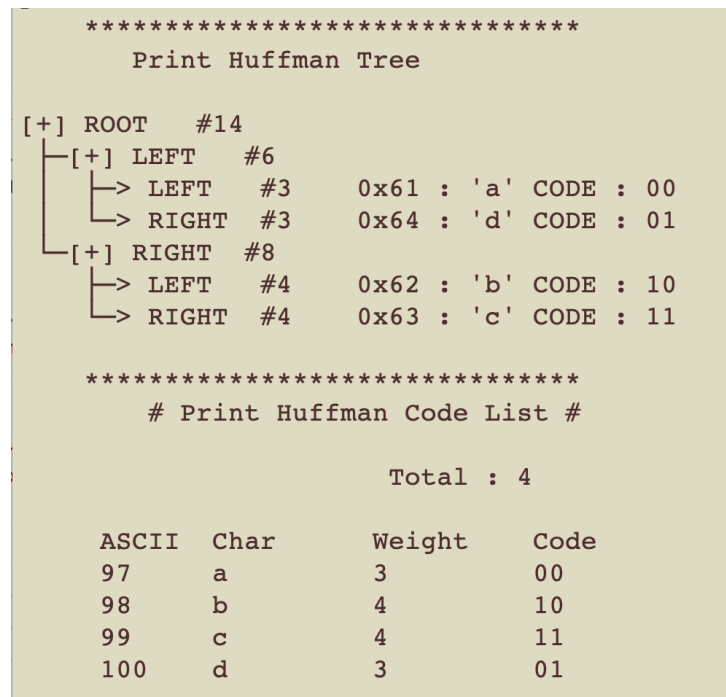 *******************************
Print Huffman Tree
[+] ROOT #14
├─[+] LEFT #6
│ ├─> LEFT #3 0x61 : 'a' CODE : 00
│ └─> RIGHT #3 0x64 : 'd' CODE : 01
└─[+] RIGHT #8
├─> LEFT #4 0x62 : 'b' CODE : 10
└─> RIGHT #4 0x63 : 'c' CODE : 11
*******************************
# Print Huffman Code List #
Total : 4
ASCII Char Weight Code
97 a 3 00
98 b 4 10
99 c 4 11
100 d 3 01